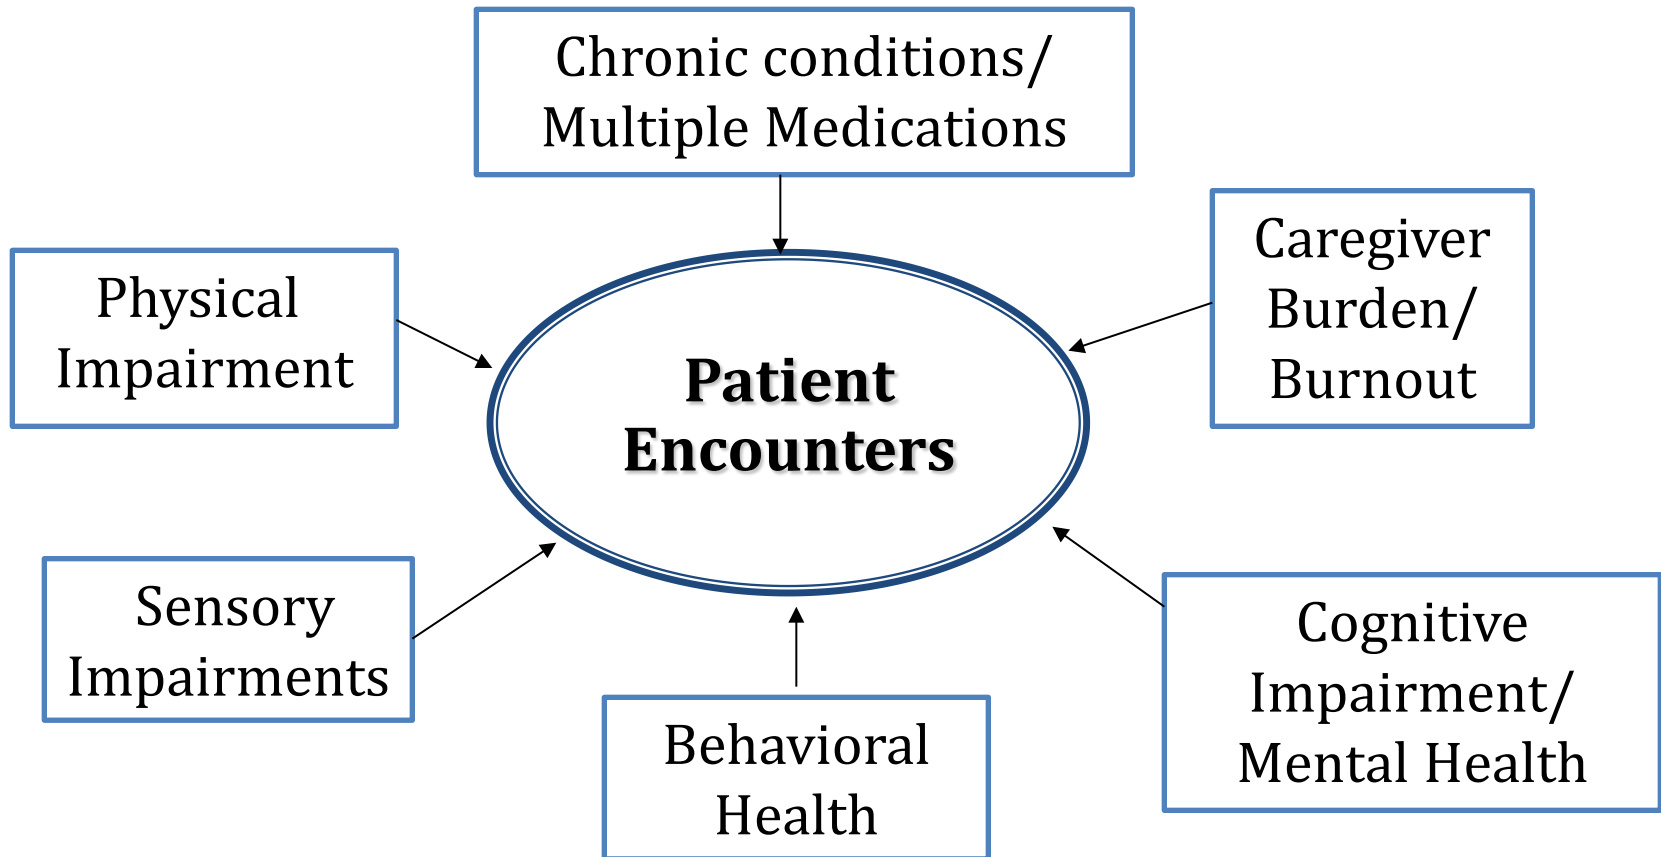 Chronic conditions/
Multiple Medications
Caregiver
Burden/
Burnout
Physical
Impairment
Patient
Encounters
Sensory
Impairments
Cognitive
Impairment/
Mental Health
Behavioral
Health